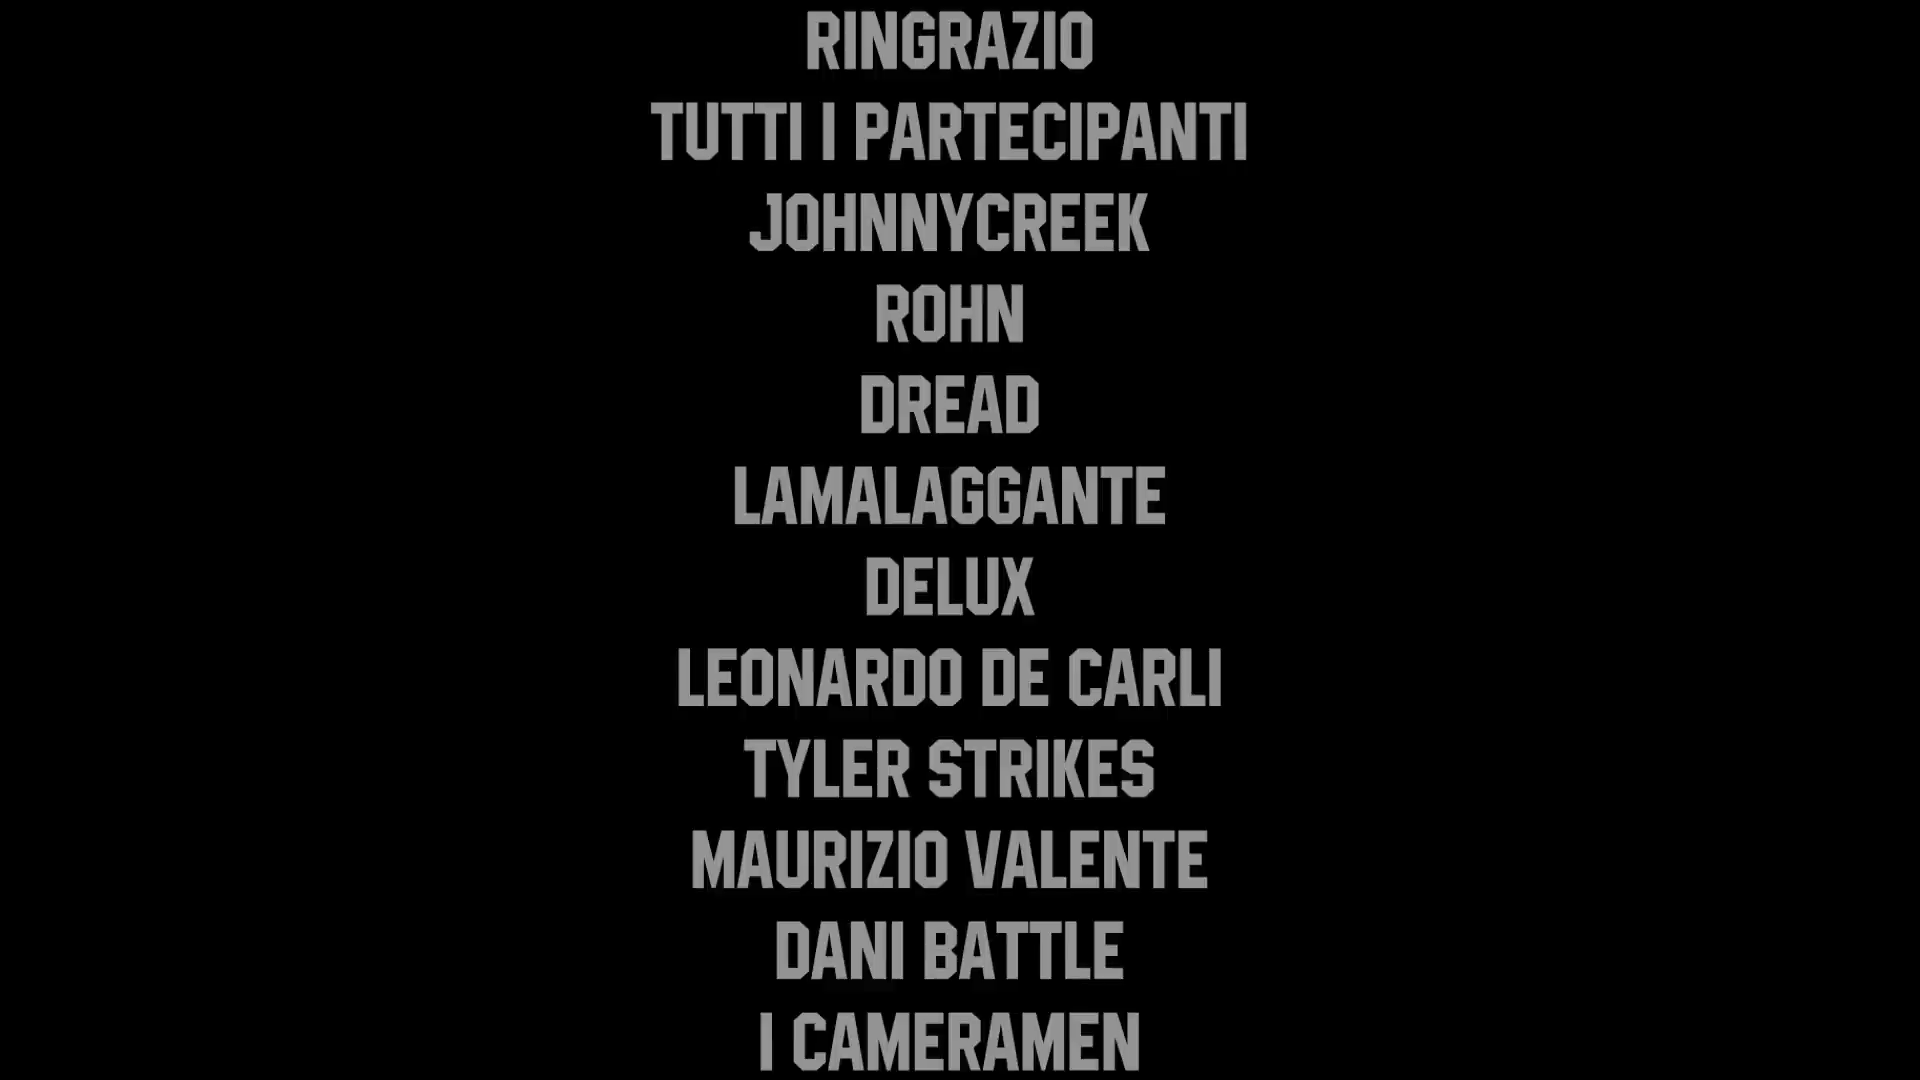 RINGRAZIO
TUTTI I PARTECIPANTI
JOHNNYCREEK
ROHN
DREAD
LAMALAGGANTE
DELUX
LEONARDO DE CARLI
TYLER STRIKES
MAURIZIO VALENTE
DANI BATTLE
I CAMERAMEN